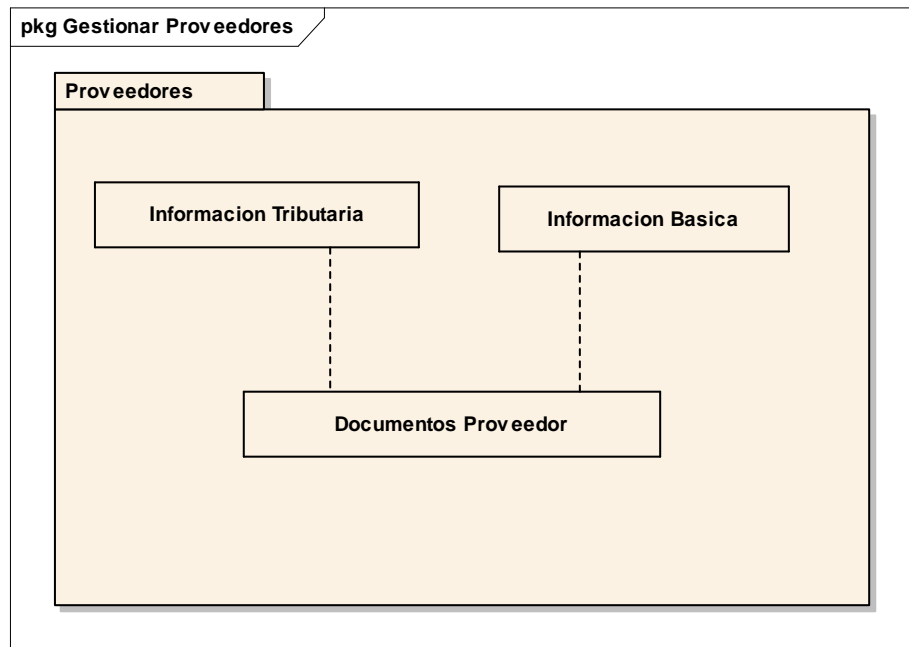 pkg Gestionar Proveedores
Proveedores
Informacion Tributaria
Informacion Basica
Documentos Proveedor